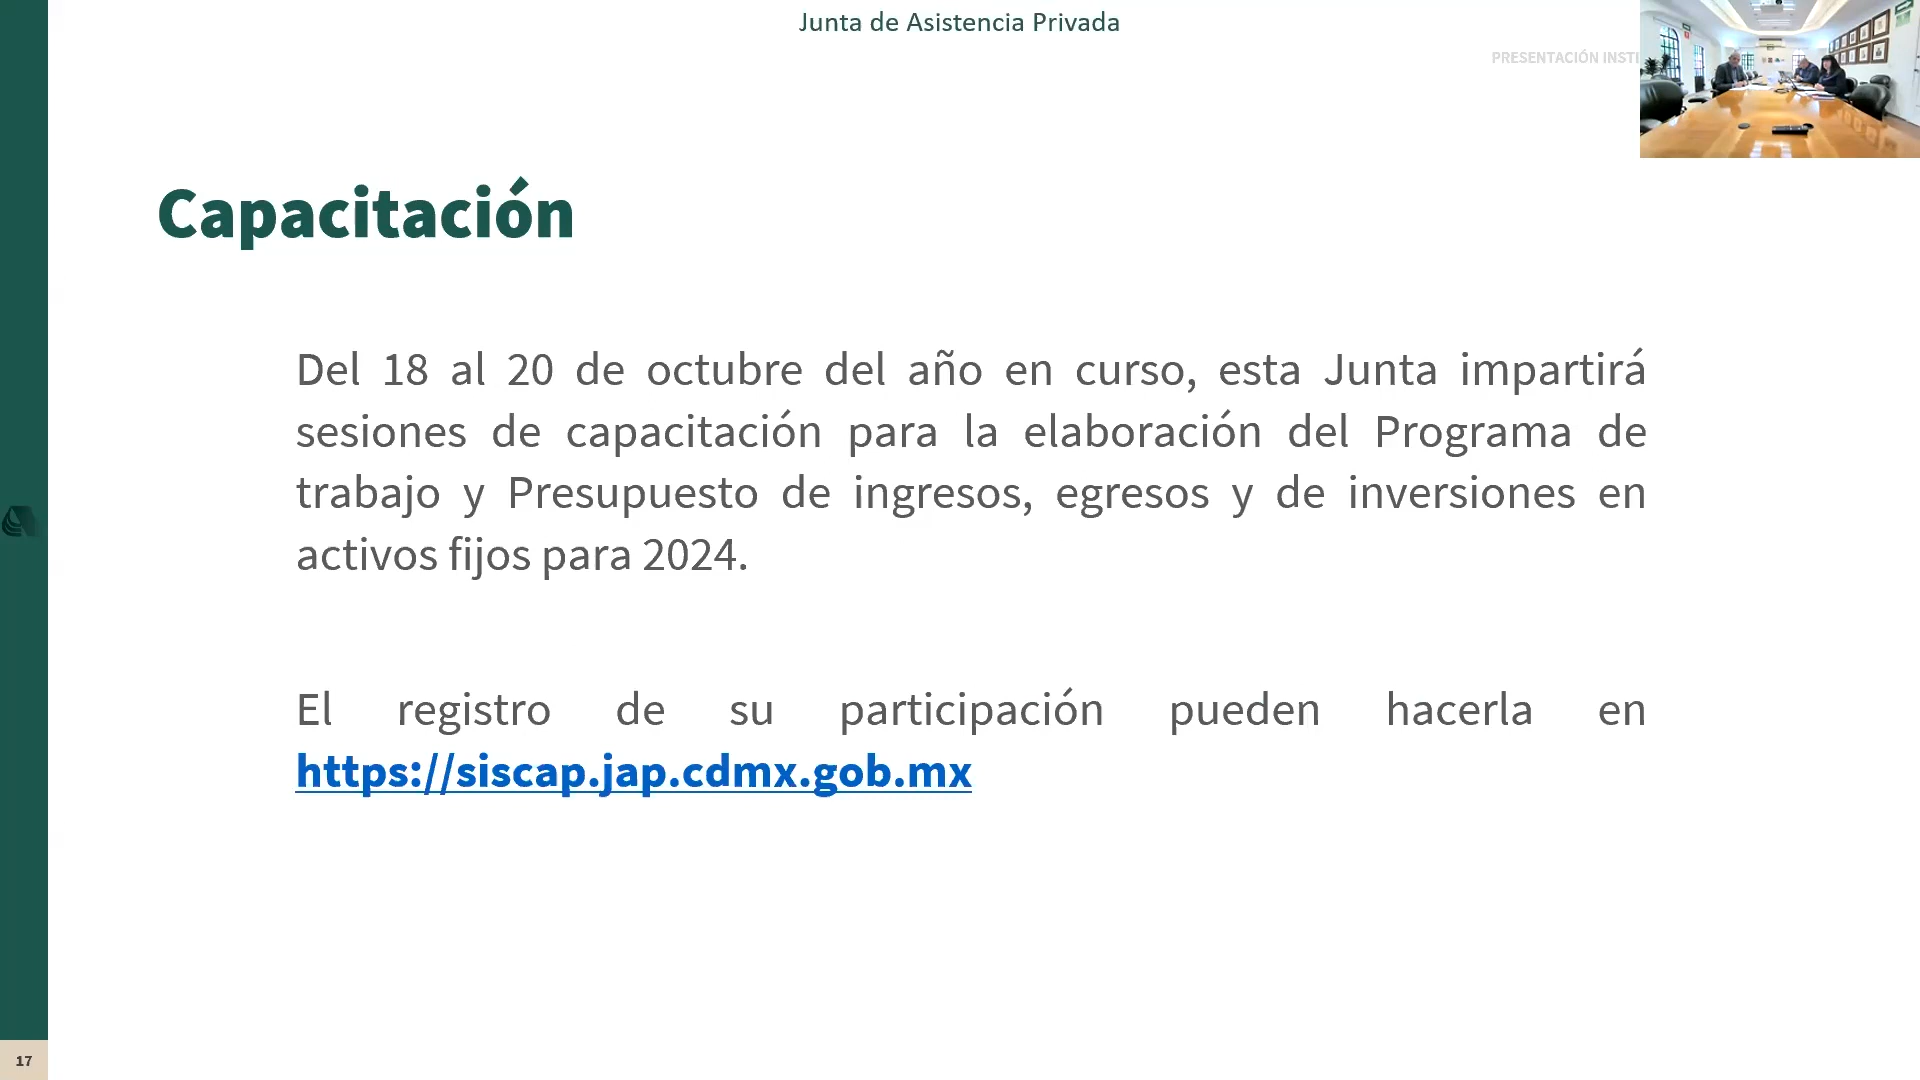 Junta de Asistencia Privada
PRESENTACIÓN
Capacitación
Del 18 al 20 de octubre del año en curso, esta Junta impartirá
sesiones de capacitación para la elaboración del Programa de
trabajo y Presupuesto de ingresos, egresos y de inversiones en
activos fijos para 2024.
El registro de su participación pueden hacerla en
https://siscap.jap.cdmx.gob.mx
17